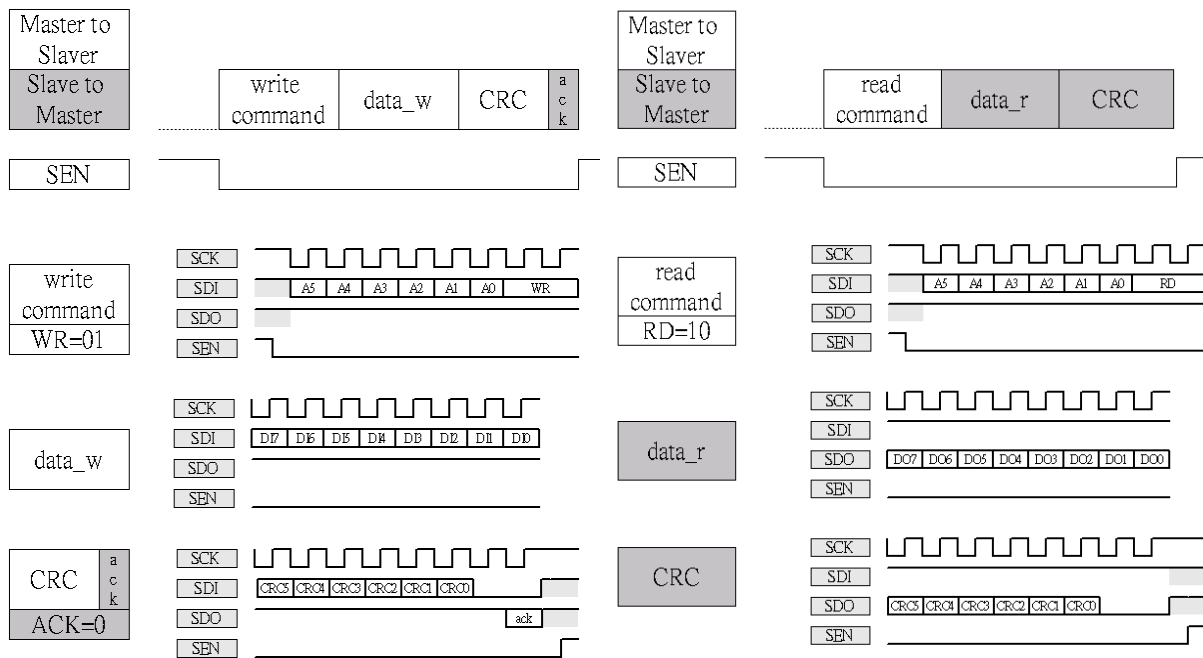 Master to
Slaver
Slave to
Master
write
command
data_w
CRC
a
c
k
SEN
write
command
WR=01
SCK
SDI
A5 A4 A3 A2 A1 A0 WR
SDO
SEN
data_w
SCK
SDI
DI7 DI6 DI5 DI4 DI3 DI2 DI1 DI0
SDO
SEN
CRC
a
c
k
ACK=0
SCK
SDI
CRC5 CRC4 CRC3 CRC2 CRC1 CRC0
SDO
ack
SEN
Master to
Slaver
Slave to
Master
read
command
data_r
CRC
SEN
read
command
RD=10
SCK
SDI
A5 A4 A3 A2 A1 A0 RD
SDO
SEN
data_r
SCK
SDI
SDO
DO7 DO6 DO5 DO4 DO3 DO2 DO1 DO0
SEN
CRC
SCK
SDI
SDO
CRC5 CRC4 CRC3 CRC2 CRC1 CRC0
SEN